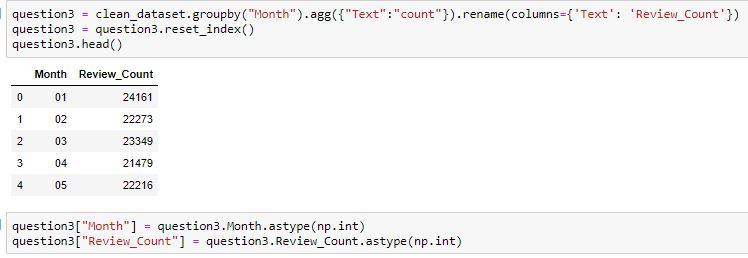 question3 = clean_dataset.groupby("Month").agg({"Text":"count"}).rename(columns={'Text': 'Review_Count'})
question3 = question3.reset_index()
question3.head()
Month Review_Count
0 01 24161
1 02 22273
2 03 23349
3 04 21479
4 05 22216
question3["Month"] = question3.Month.astype(np.int)
question3["Review_Count"] = question3.Review_Count.astype(np.int)